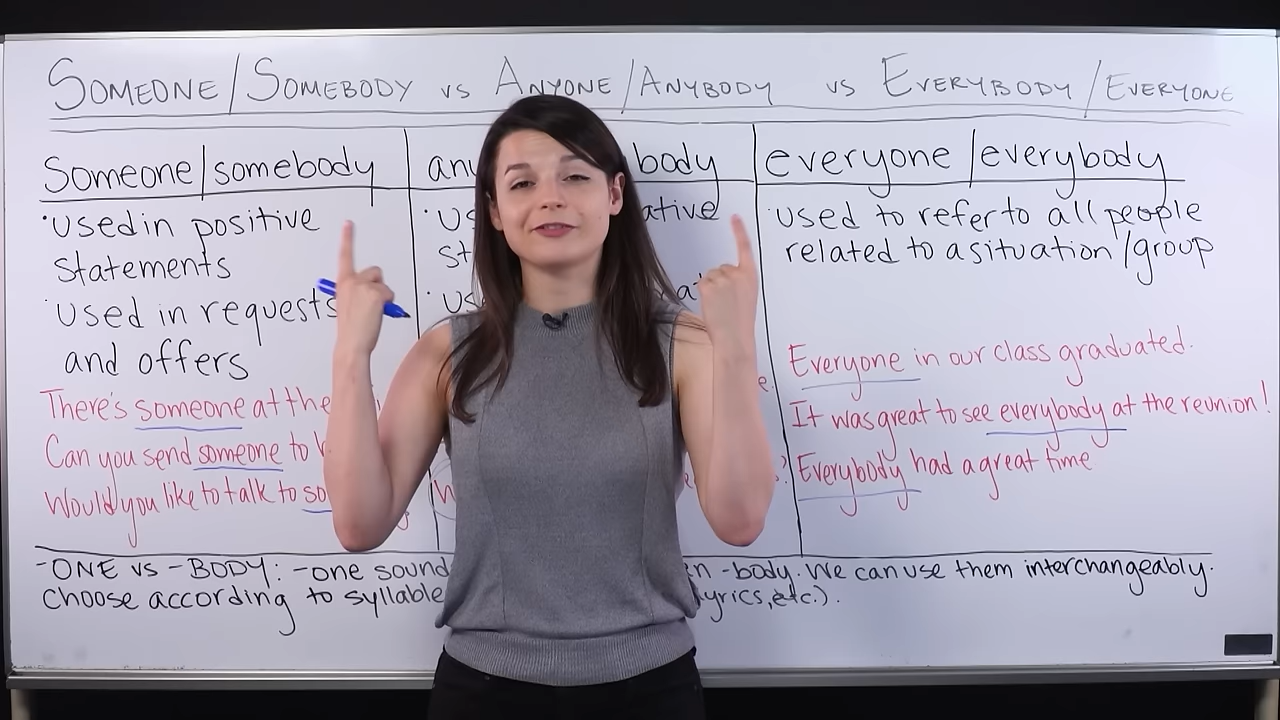 SOMEONE/SOMEBODY vs ANYONE/ANYBODY vs EVERYBODY/EVERYONE
Someone/somebody
·used in positive
statements
·used in requests
and offers
There's someone at the
Can you send someone to
Would you like to talk to
body
everyone/everybody
·used to refer to all people
related to a situation/group
Everyone in our class graduated.
It was great to see everybody at the reunion!
Everybody had a great time
-ONE vs -BODY: -one -body. We can use them interchangeably.
Choose according to syllable lyrics, etc.).